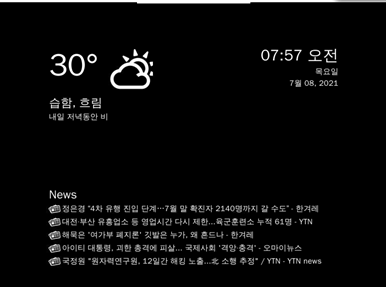 30°
07:57 오전
목요일
7월 08, 2021
습함, 흐림
내일 저녁동안 비
News
정은경 “4차 유행 진입 단계…7월 말 확진자 2140명까지 갈 수도” - 한겨레
대전·부산 유흥업소 등 영업시간 다시 제한...육군훈련소 누적 61명 - YTN
해묵은 ‘여가부 폐지론’ 깃발은 누가, 왜 흔드나 - 한겨레
아이티 대통령, 괴한 총격에 피살... 국제사회 '격앙·충격' - 오마이뉴스
국정원 "원자력연구원, 12일간 해킹 노출...北 소행 추정" / YTN - YTN news